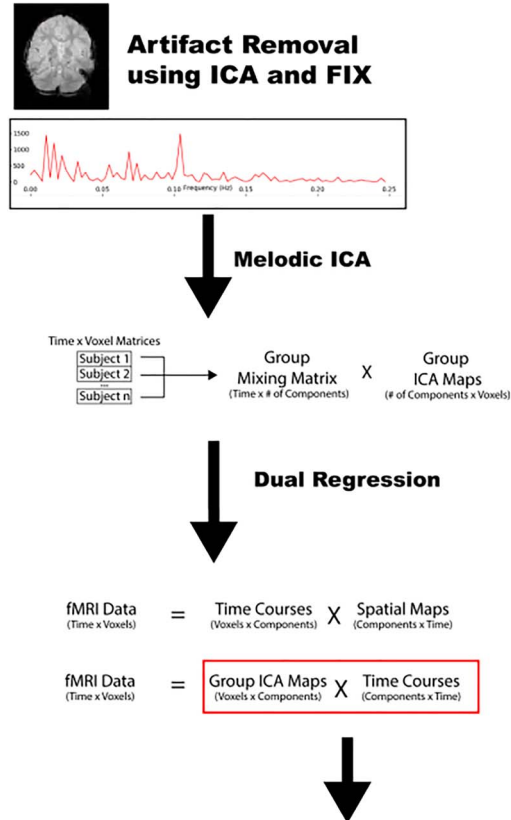 Artifact Removal
using ICA and FIX
1500
1000
500
0
0.00 0.05 0.10 0.15 0.20 0.25
Frequency (Hz)
Melodic ICA
Time x Voxel Matrices
Subject 1
Subject 2
...
Subject n
Group
Mixing Matrix
(Time x # of Components)
X
Group
ICA Maps
(# of Components x Voxels)
Dual Regression
fMRI Data = Time Courses X Spatial Maps
(Time x Voxels) (Voxels x Components) (Components x Time)
fMRI Data = Group ICA Maps X Time Courses
(Time x Voxels) (Voxels x Components) (Components x Time)